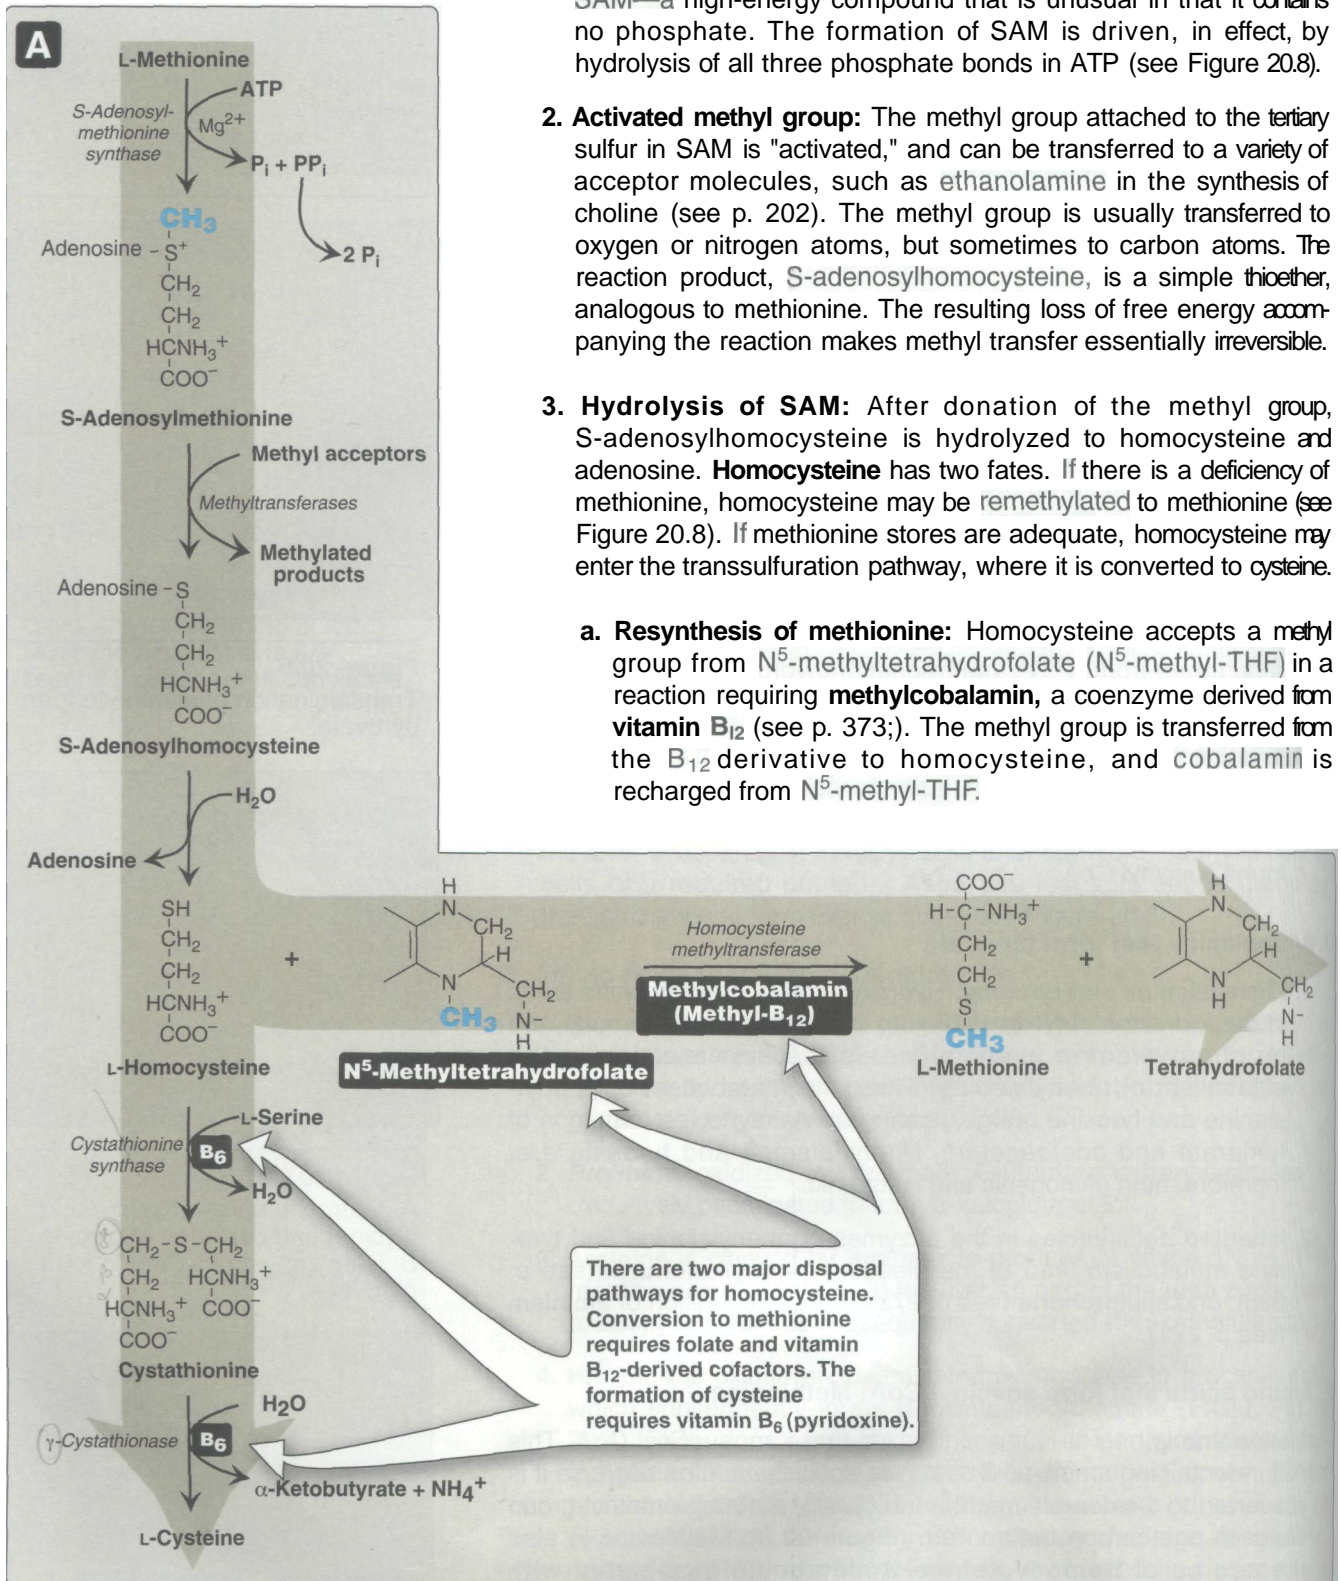 SAM—a high-energy compound that is unusual in that it contains
no phosphate. The formation of SAM is driven, in effect, by
hydrolysis of all three phosphate bonds in ATP (see Figure 20.8).
2. Activated methyl group: The methyl group attached to the tertiary
sulfur in SAM is "activated," and can be transferred to a variety of
acceptor molecules, such as ethanolamine in the synthesis of
choline (see p. 202). The methyl group is usually transferred to
oxygen or nitrogen atoms, but sometimes to carbon atoms. The
reaction product, S-adenosylhomocysteine, is a simple thioether,
analogous to methionine. The resulting loss of free energy accom-
panying the reaction makes methyl transfer essentially irreversible.
3. Hydrolysis of SAM: After donation of the methyl group,
S-adenosylhomocysteine is hydrolyzed to homocysteine and
adenosine. Homocysteine has two fates. If there is a deficiency of
methionine, homocysteine may be remethylated to methionine (see
Figure 20.8). If methionine stores are adequate, homocysteine may
enter the transsulfuration pathway, where it is converted to cysteine.
a. Resynthesis of methionine: Homocysteine accepts a methyl
group from N⁵-methyltetrahydrofolate (N⁵-methyl-THF) in a
reaction requiring methylcobalamin, a coenzyme derived from
vitamin B₁₂ (see p. 373;). The methyl group is transferred from
the B₁₂ derivative to homocysteine, and cobalamin is
recharged from N⁵-methyl-THF.
A
L-Methionine
ATP
S-Adenosyl-
methionine
synthase
Mg²⁺
Pᵢ + PPᵢ
2 Pᵢ
CH₃
Adenosine – S⁺
CH₂
CH₂
HCNH₃⁺
COO⁻
S-Adenosylmethionine
Methyl acceptors
Methyltransferases
Methylated
products
Adenosine – S
CH₂
CH₂
HCNH₃⁺
COO⁻
S-Adenosylhomocysteine
H₂O
Adenosine
SH
CH₂
CH₂
HCNH₃⁺
COO⁻
L-Homocysteine
+
H
N
CH₂
H
N
CH₂
CH₃
N–
H
N⁵-Methyltetrahydrofolate
Homocysteine
methyltransferase
Methylcobalamin
(Methyl-B₁₂)
COO⁻
H–C–NH₃⁺
CH₂
CH₂
S
CH₃
L-Methionine
+
H
N
CH₂
H
N
H
CH₂
N–
H
Tetrahydrofolate
L-Serine
Cystathionine
synthase
B₆
H₂O
γ
β
α
CH₂–S–CH₂
CH₂ HCNH₃⁺
HCNH₃⁺ COO⁻
COO⁻
Cystathionine
H₂O
γ-Cystathionase
B₆
α-Ketobutyrate + NH₄⁺
L-Cysteine
There are two major disposal
pathways for homocysteine.
Conversion to methionine
requires folate and vitamin
B₁₂-derived cofactors. The
formation of cysteine
requires vitamin B₆ (pyridoxine).